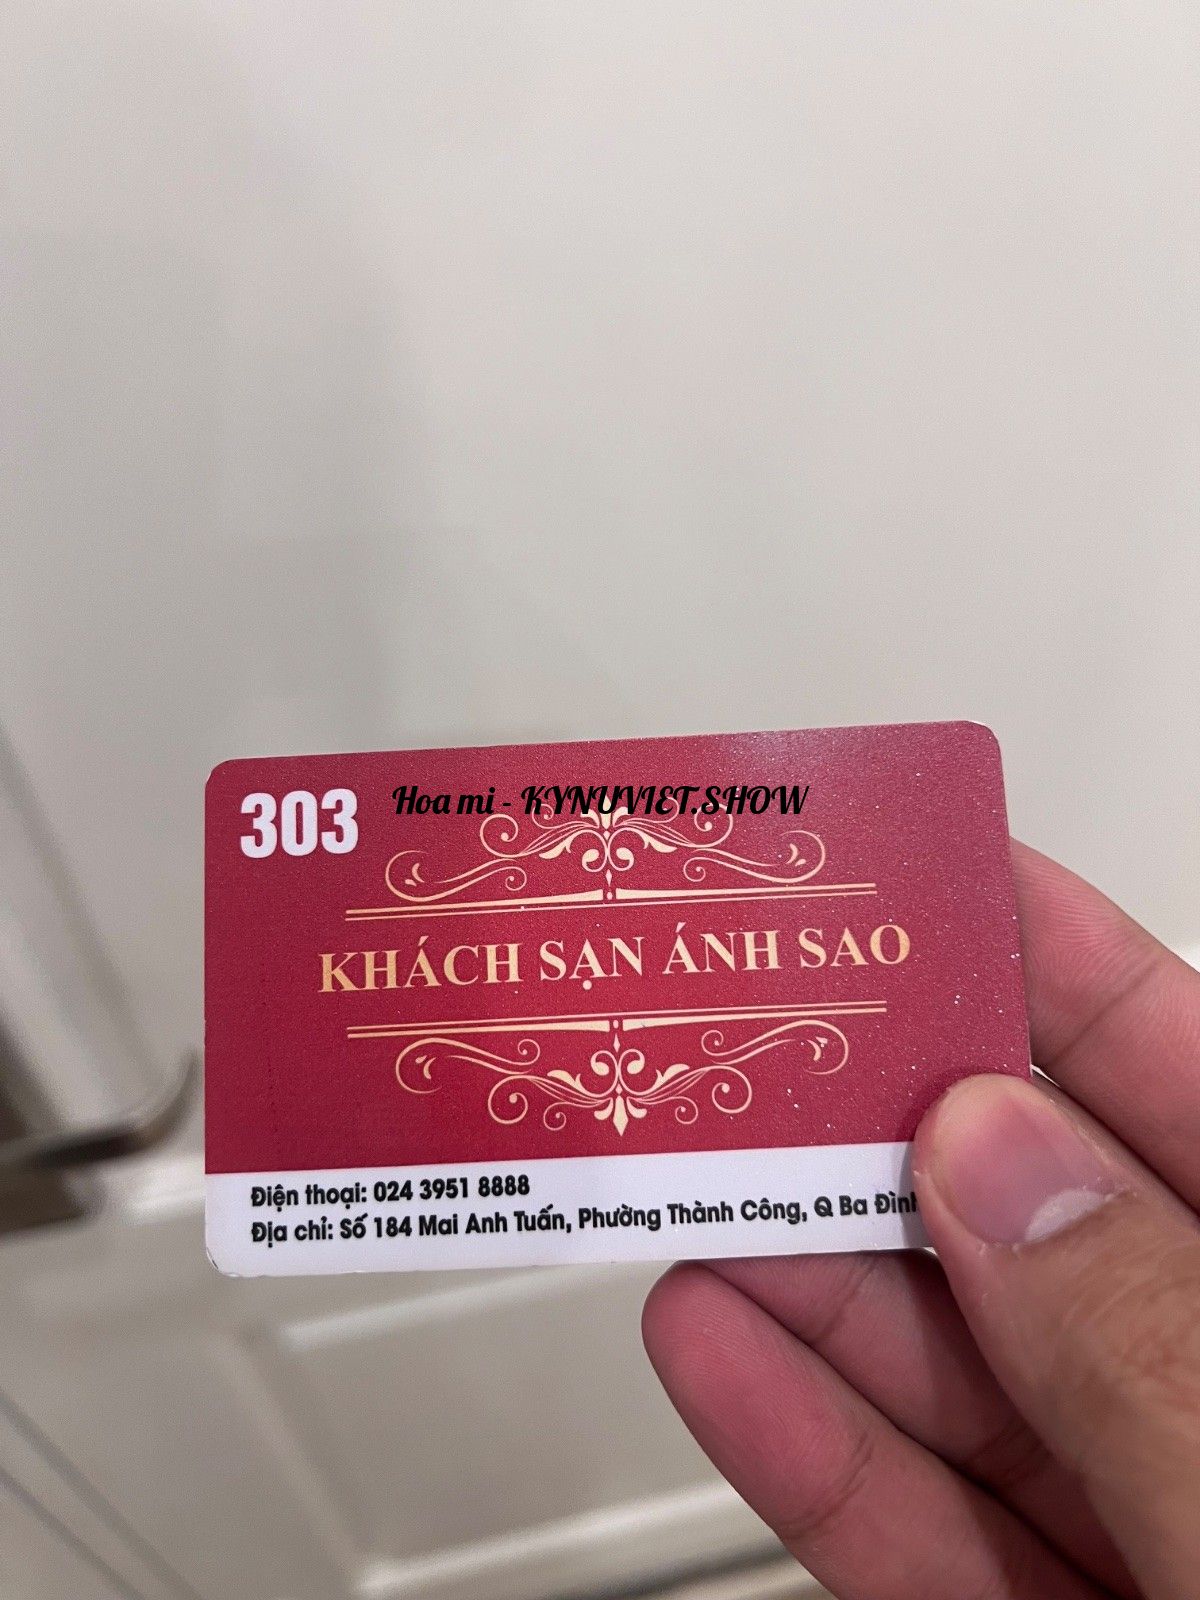 303
Hoa mi - KYNUVIET.SHOW
KHÁCH SẠN ÁNH SAO
Điện thoại: 024 3951 8888
Địa chỉ: Số 184 Mai Anh Tuấn, Phường Thành Công, Q Ba Đình